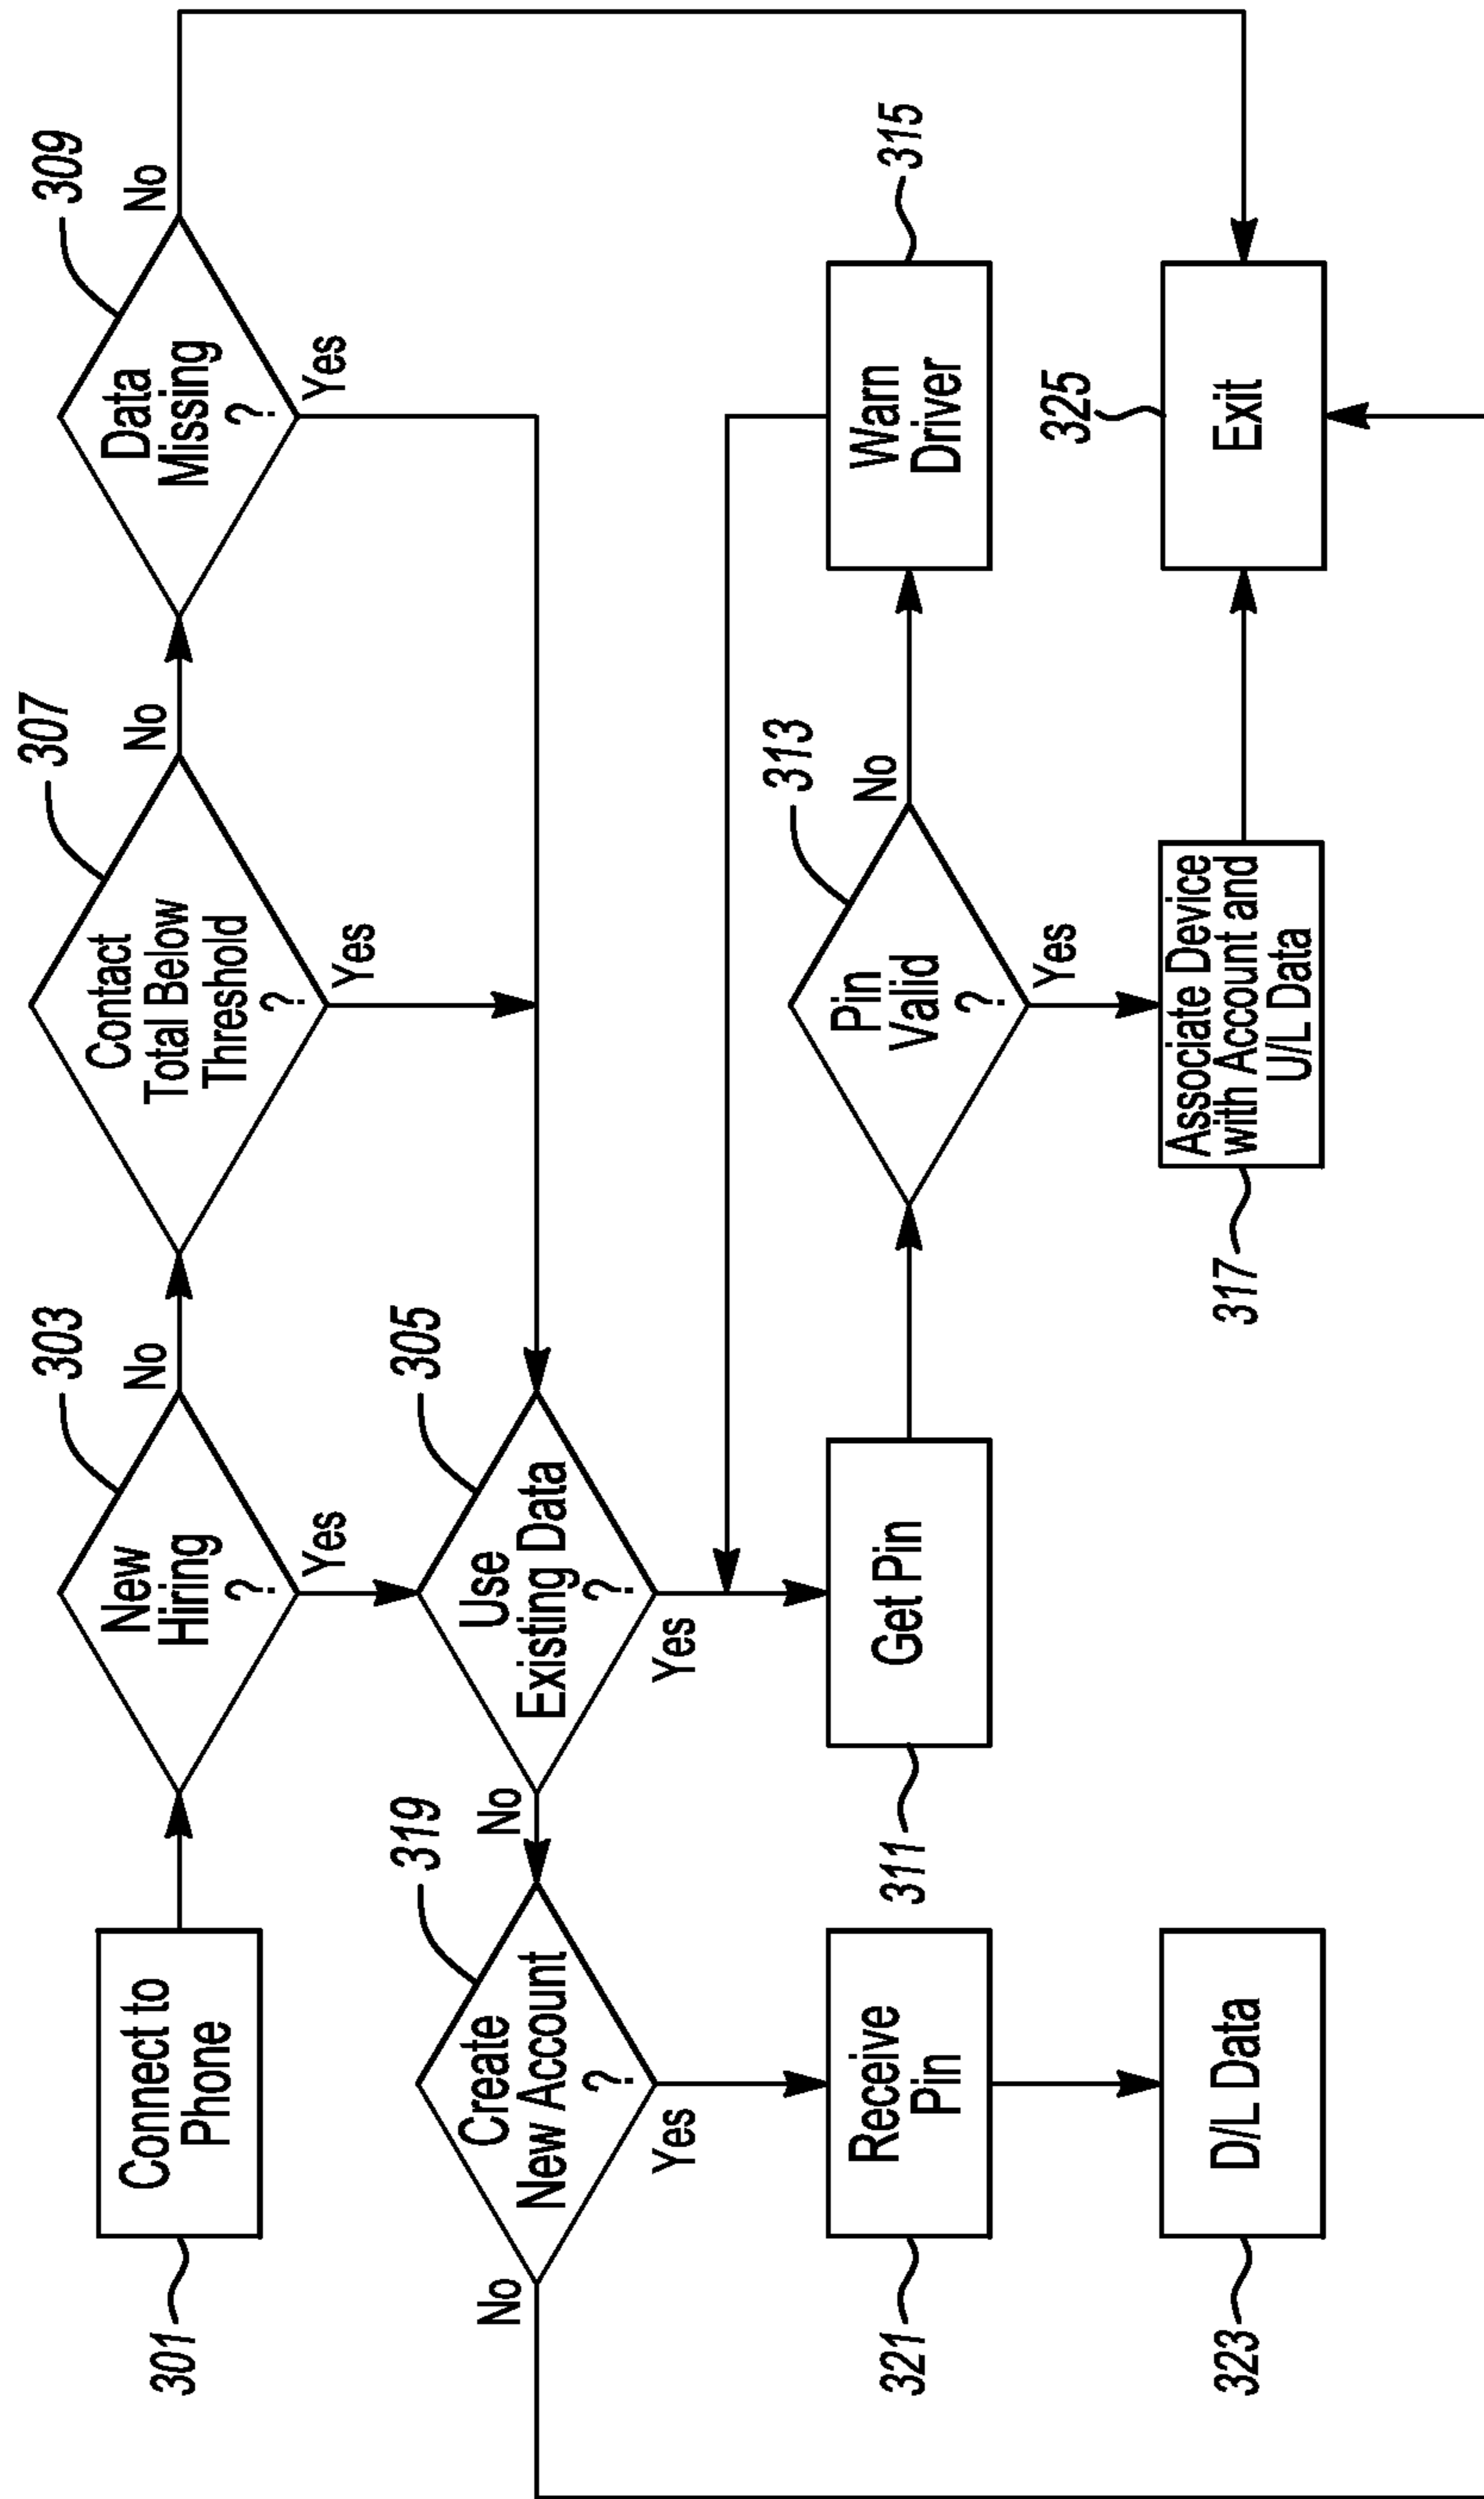 301
Connect to
Phone
303
New
Hiring
?
No
Yes
307
Contact
Total Below
Threshold
?
No
Yes
309
Data
Missing
?
No
Yes
319
Create
New Account
?
No
Yes
305
Use
Existing Data
?
No
Yes
321
Receive
Pin
311
Get Pin
313
Pin
Valid
?
No
Yes
315
Warn
Driver
323
D/L Data
317
Associate Device
with Account and
U/L Data
325
Exit